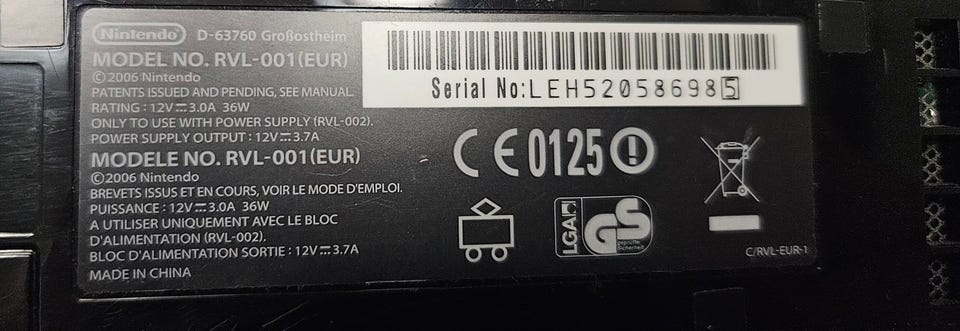 Nintendo D-63760 Großostheim
MODEL NO. RVL-001(EUR)
©2006 Nintendo
PATENTS ISSUED AND PENDING, SEE MANUAL.
RATING : 12V⎓3.0A 36W
ONLY TO USE WITH POWER SUPPLY (RVL-002).
POWER SUPPLY OUTPUT : 12V⎓3.7A
MODELE NO. RVL-001(EUR)
©2006 Nintendo
BREVETS ISSUS ET EN COURS, VOIR LE MODE D'EMPLOI.
PUISSANCE : 12V⎓3.0A 36W
A UTILISER UNIQUEMENT AVEC LE BLOC
D'ALIMENTATION (RVL-002).
BLOC D'ALIMENTATION SORTIE : 12V⎓3.7A
MADE IN CHINA
Serial No:LEH520586985
CE0125
LGA GS
geprüfte
Sicherheit
C/RVL-EUR-1